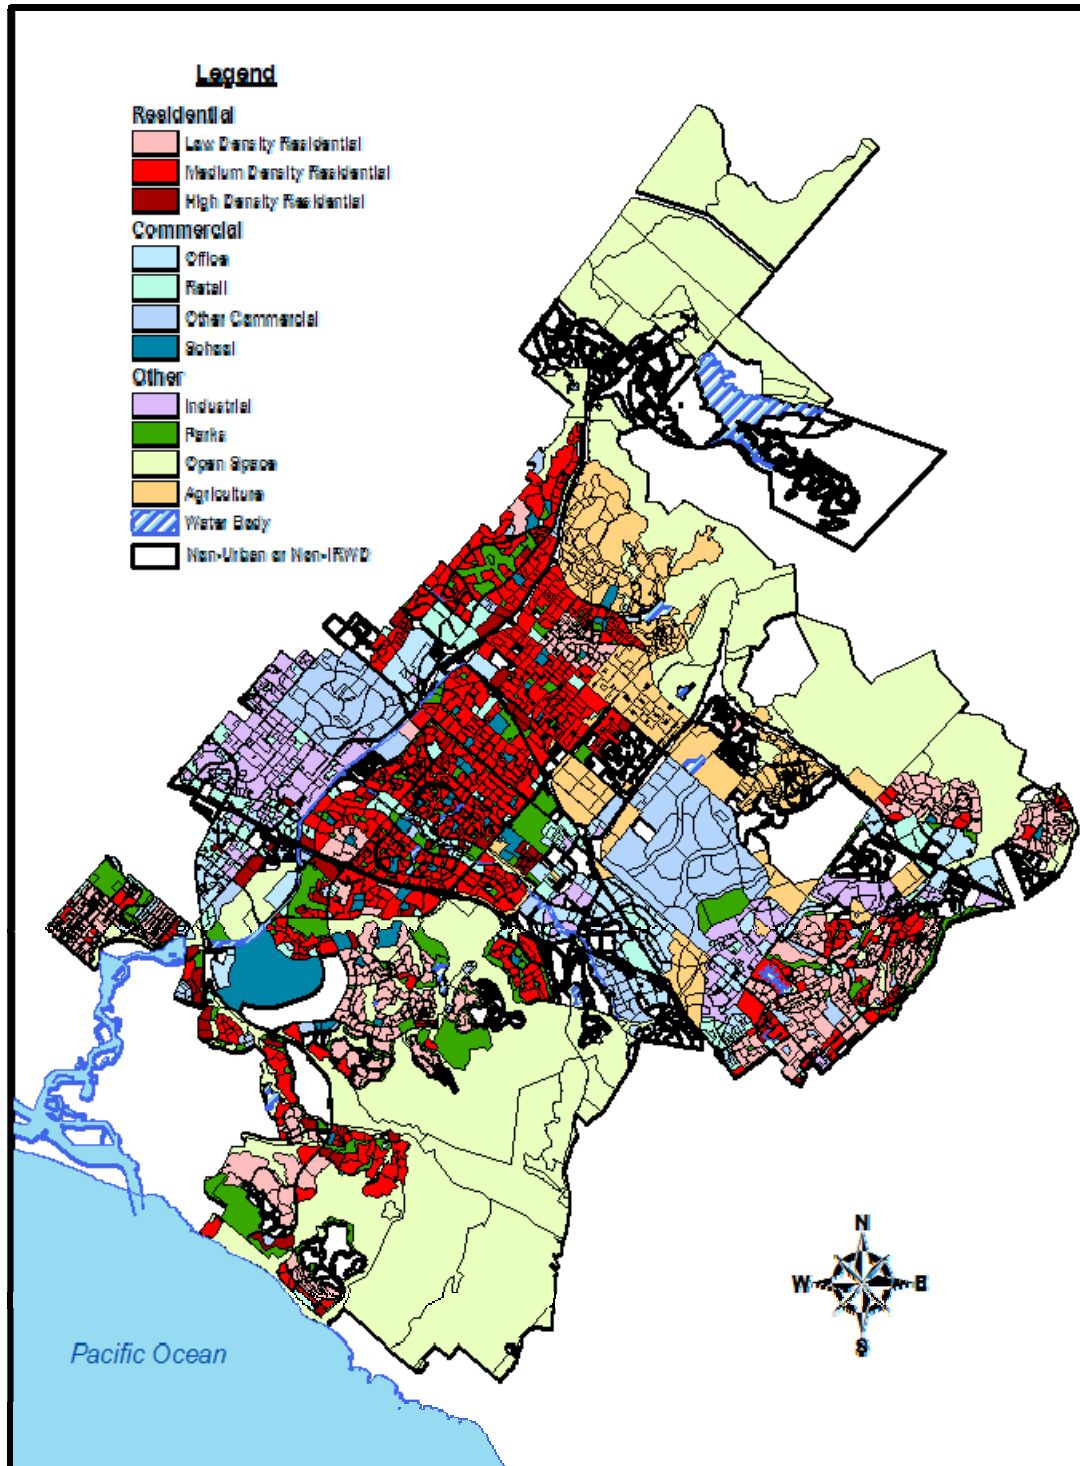 Legend
Residential
Low Density Residential
Medium Density Residential
High Density Residential
Commercial
Office
Retail
Other Commercial
School
Other
Industrial
Parks
Open Space
Agriculture
Water Body
Non-Urban or Non-IRWD
N
W E
S
Pacific Ocean